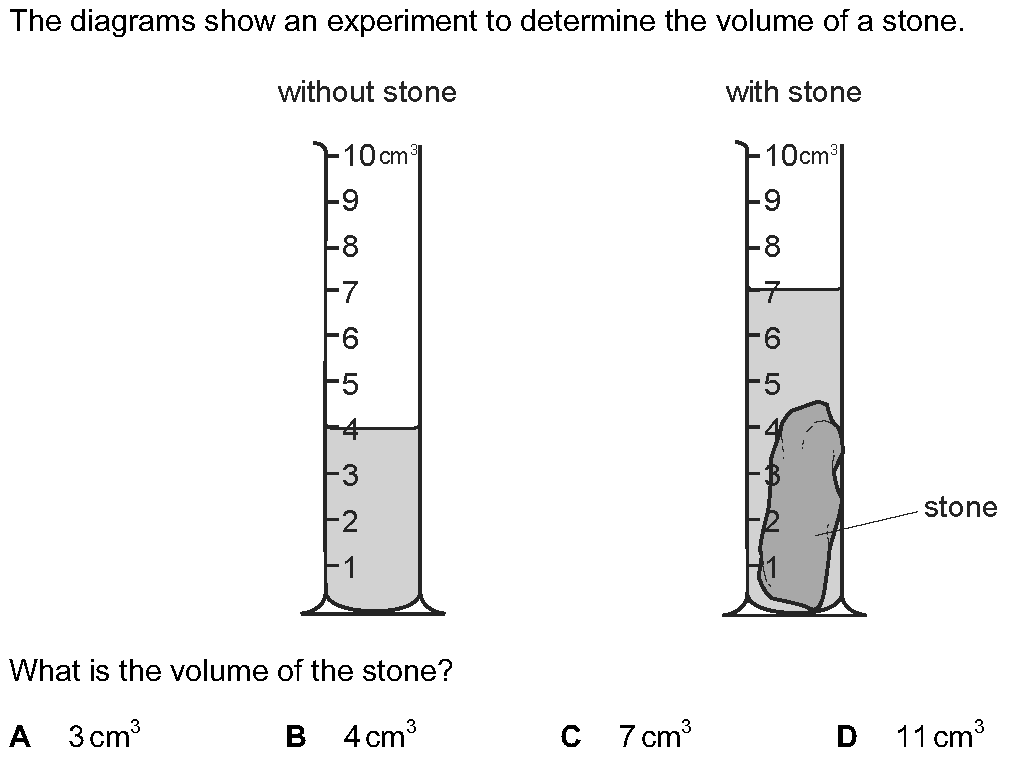 The diagrams show an experiment to determine the volume of a stone.
without stone
10 cm³
9
8
7
6
5
4
3
2
1
with stone
10 cm³
9
8
7
6
5
4
3
2
1
stone
What is the volume of the stone?
A 3 cm³ B 4 cm³ C 7 cm³ D 11 cm³